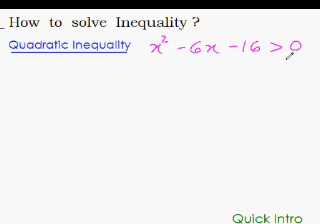 How to solve Inequality ?
Quadratic Inequality x² - 6x - 16 > 0
Quick Intro